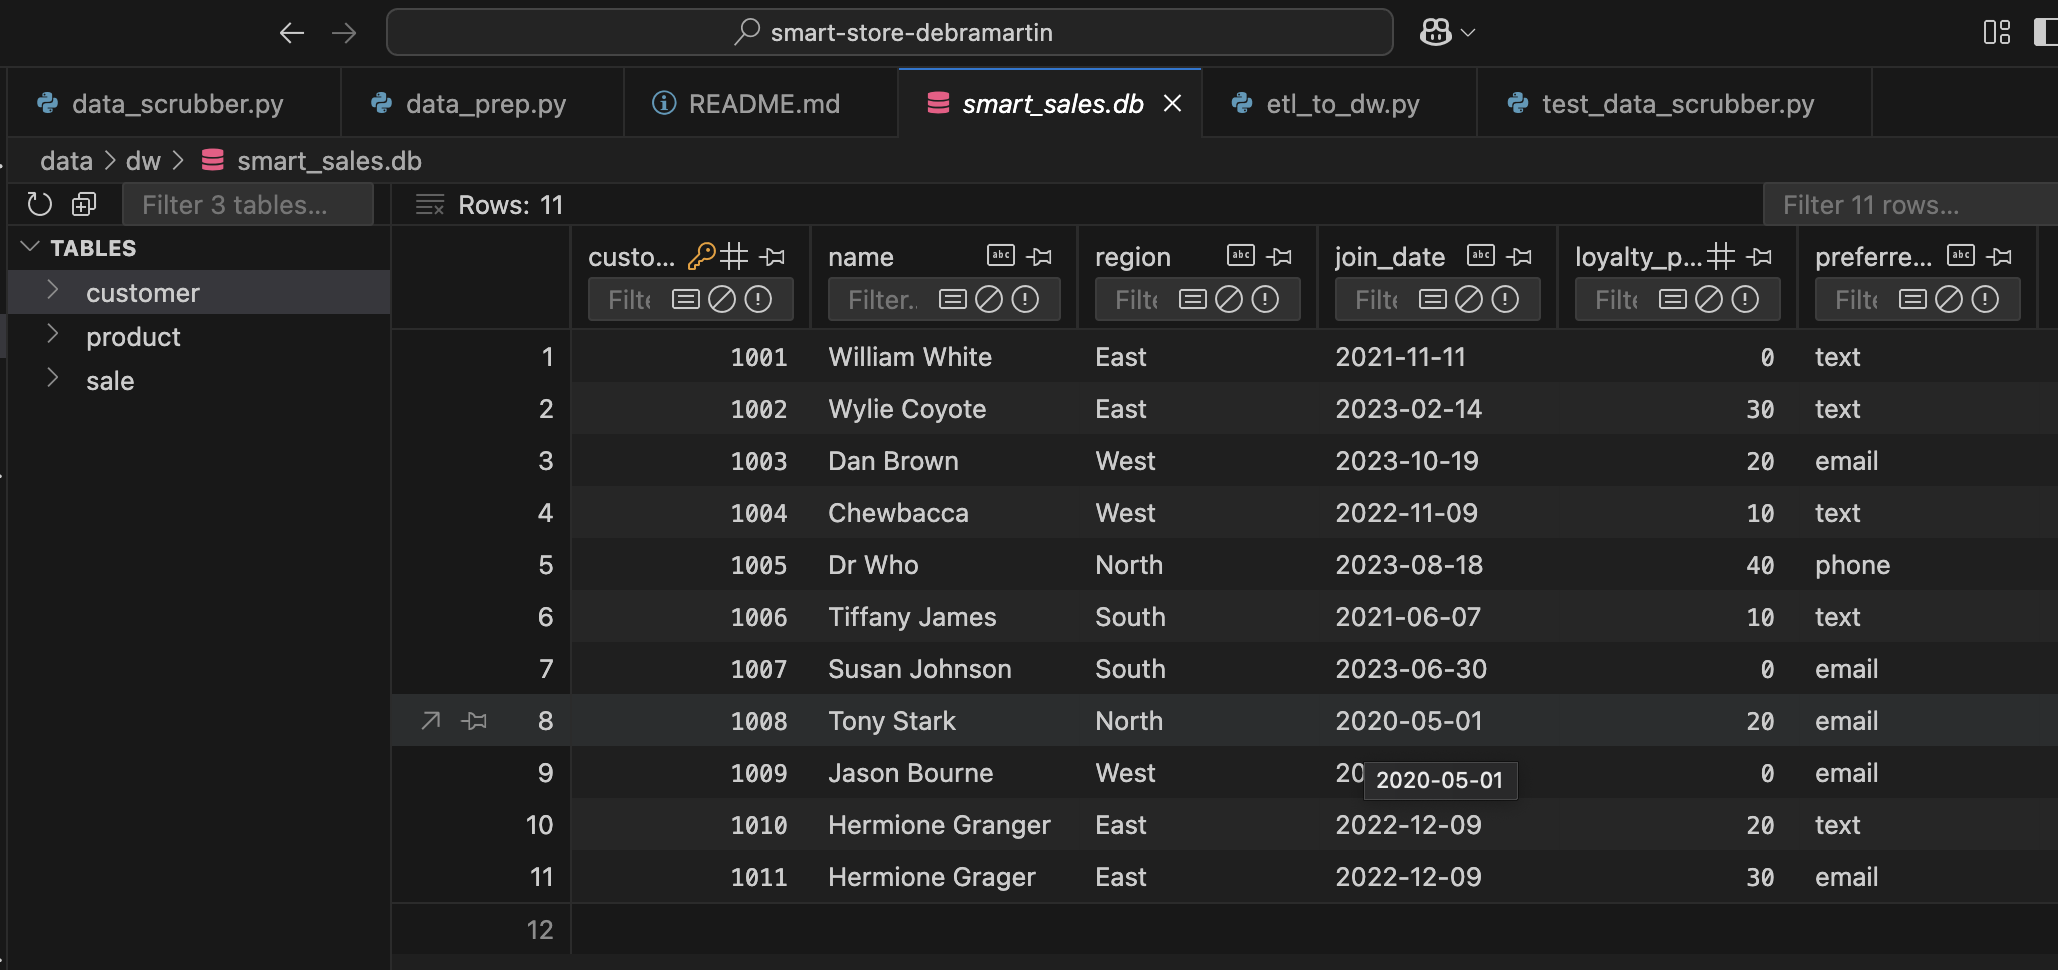 smart-store-debramartin
data_scrubber.py data_prep.py README.md smart_sales.db etl_to_dw.py test_data_scrubber.py
data > dw > smart_sales.db
Filter 3 tables... Rows: 11 Filter 11 rows...
TABLES
customer
product
sale
custo... name region join_date loyalty_p... preferre...
Filte Filter.. Filte Filte Filte Filte
1 1001 William White East 2021-11-11 0 text
2 1002 Wylie Coyote East 2023-02-14 30 text
3 1003 Dan Brown West 2023-10-19 20 email
4 1004 Chewbacca West 2022-11-09 10 text
5 1005 Dr Who North 2023-08-18 40 phone
6 1006 Tiffany James South 2021-06-07 10 text
7 1007 Susan Johnson South 2023-06-30 0 email
8 1008 Tony Stark North 2020-05-01 20 email
9 1009 Jason Bourne West 20 0 email
2020-05-01
10 1010 Hermione Granger East 2022-12-09 20 text
11 1011 Hermione Grager East 2022-12-09 30 email
12